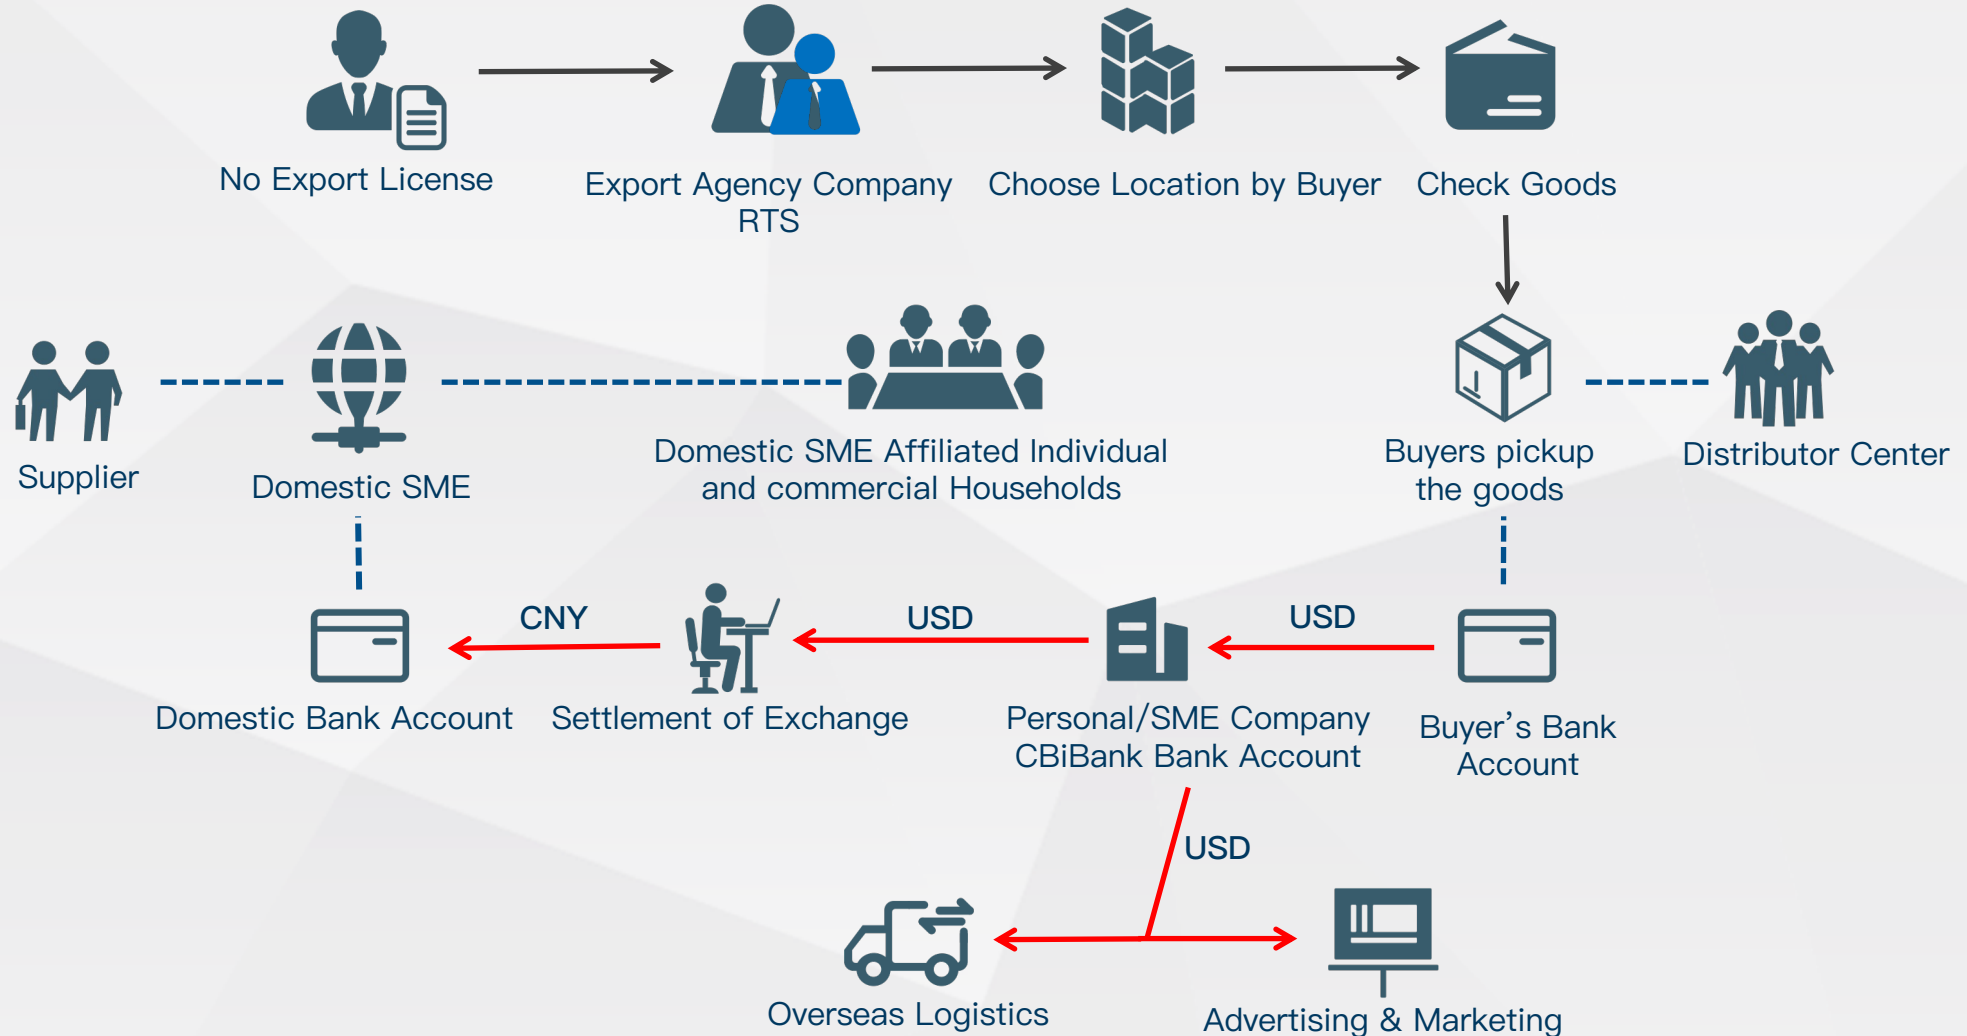 No Export License
Export Agency Company
RTS
Choose Location by Buyer
Check Goods
Supplier
Domestic SME
Domestic SME Affiliated Individual
and commercial Households
Buyers pickup
the goods
Distributor Center
CNY
USD
USD
Domestic Bank Account
Settlement of Exchange
Personal/SME Company
CBiBank Bank Account
Buyer’s Bank
Account
USD
Overseas Logistics
Advertising & Marketing